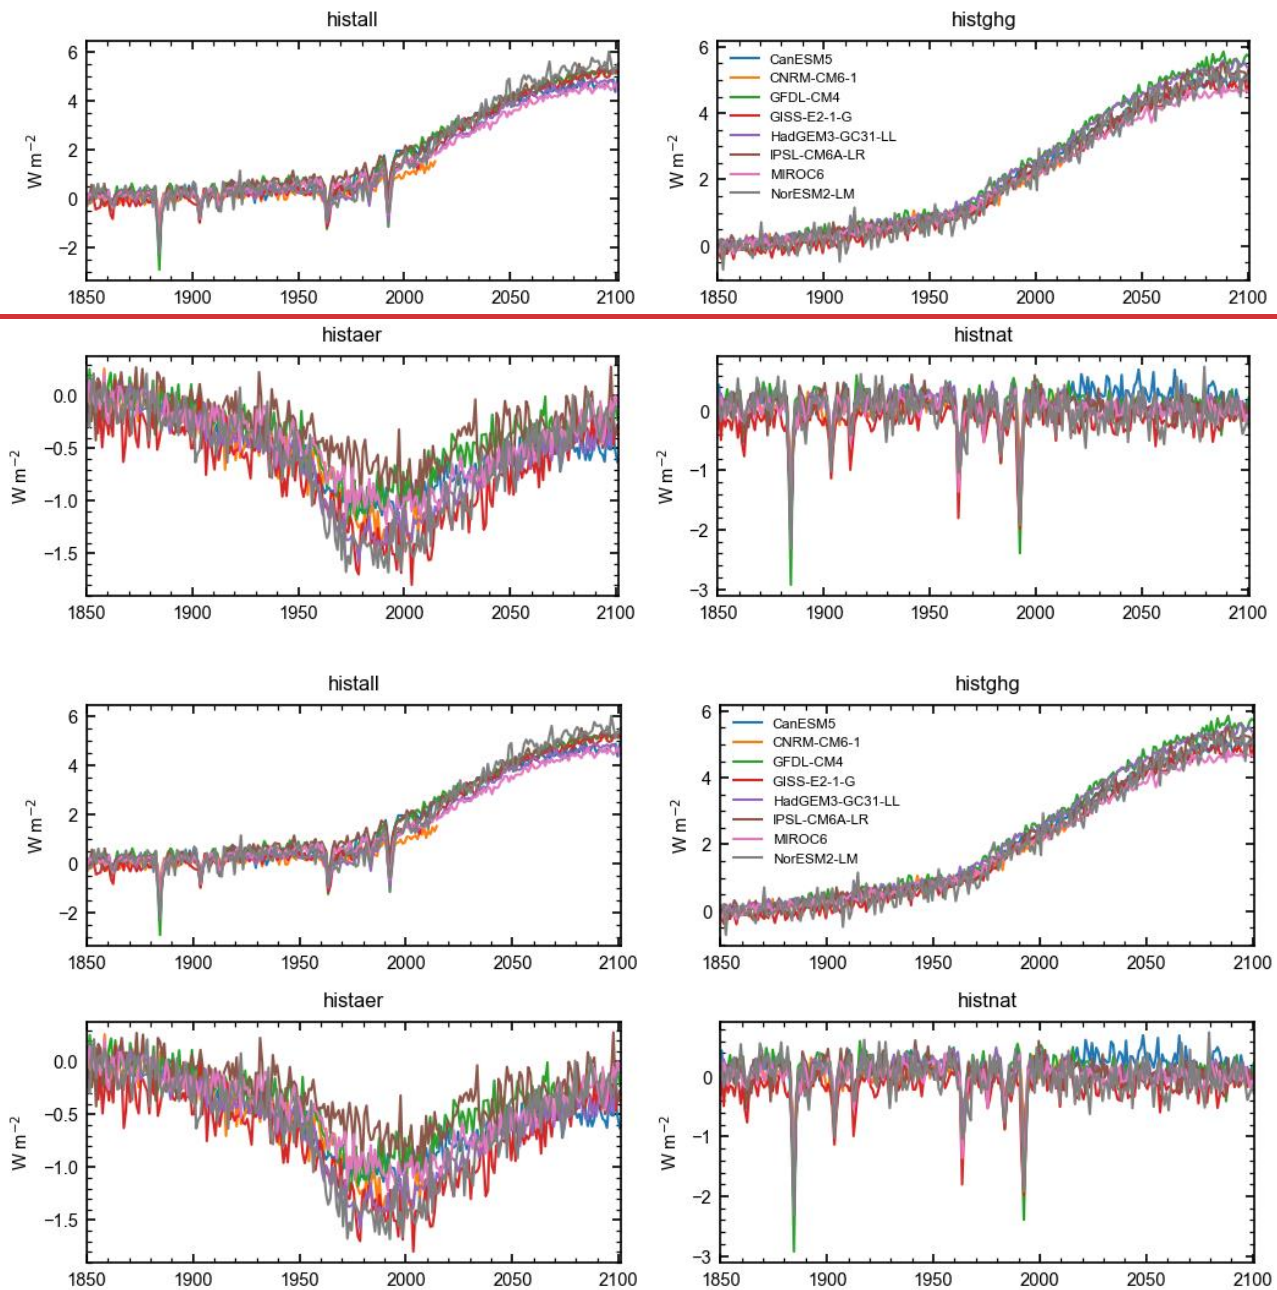 histall
histghg
W m−2
6
4
2
0
−2
1850 1900 1950 2000 2050 2100
W m−2
6
4
2
0
CanESM5
CNRM-CM6-1
GFDL-CM4
GISS-E2-1-G
HadGEM3-GC31-LL
IPSL-CM6A-LR
MIROC6
NorESM2-LM
1850 1900 1950 2000 2050 2100
histaer
histnat
W m−2
0.0
−0.5
−1.0
−1.5
1850 1900 1950 2000 2050 2100
W m−2
0
−1
−2
−3
1850 1900 1950 2000 2050 2100
histall
histghg
W m−2
6
4
2
0
−2
1850 1900 1950 2000 2050 2100
W m−2
6
4
2
0
CanESM5
CNRM-CM6-1
GFDL-CM4
GISS-E2-1-G
HadGEM3-GC31-LL
IPSL-CM6A-LR
MIROC6
NorESM2-LM
1850 1900 1950 2000 2050 2100
histaer
histnat
W m−2
0.0
−0.5
−1.0
−1.5
1850 1900 1950 2000 2050 2100
W m−2
0
−1
−2
−3
1850 1900 1950 2000 2050 2100